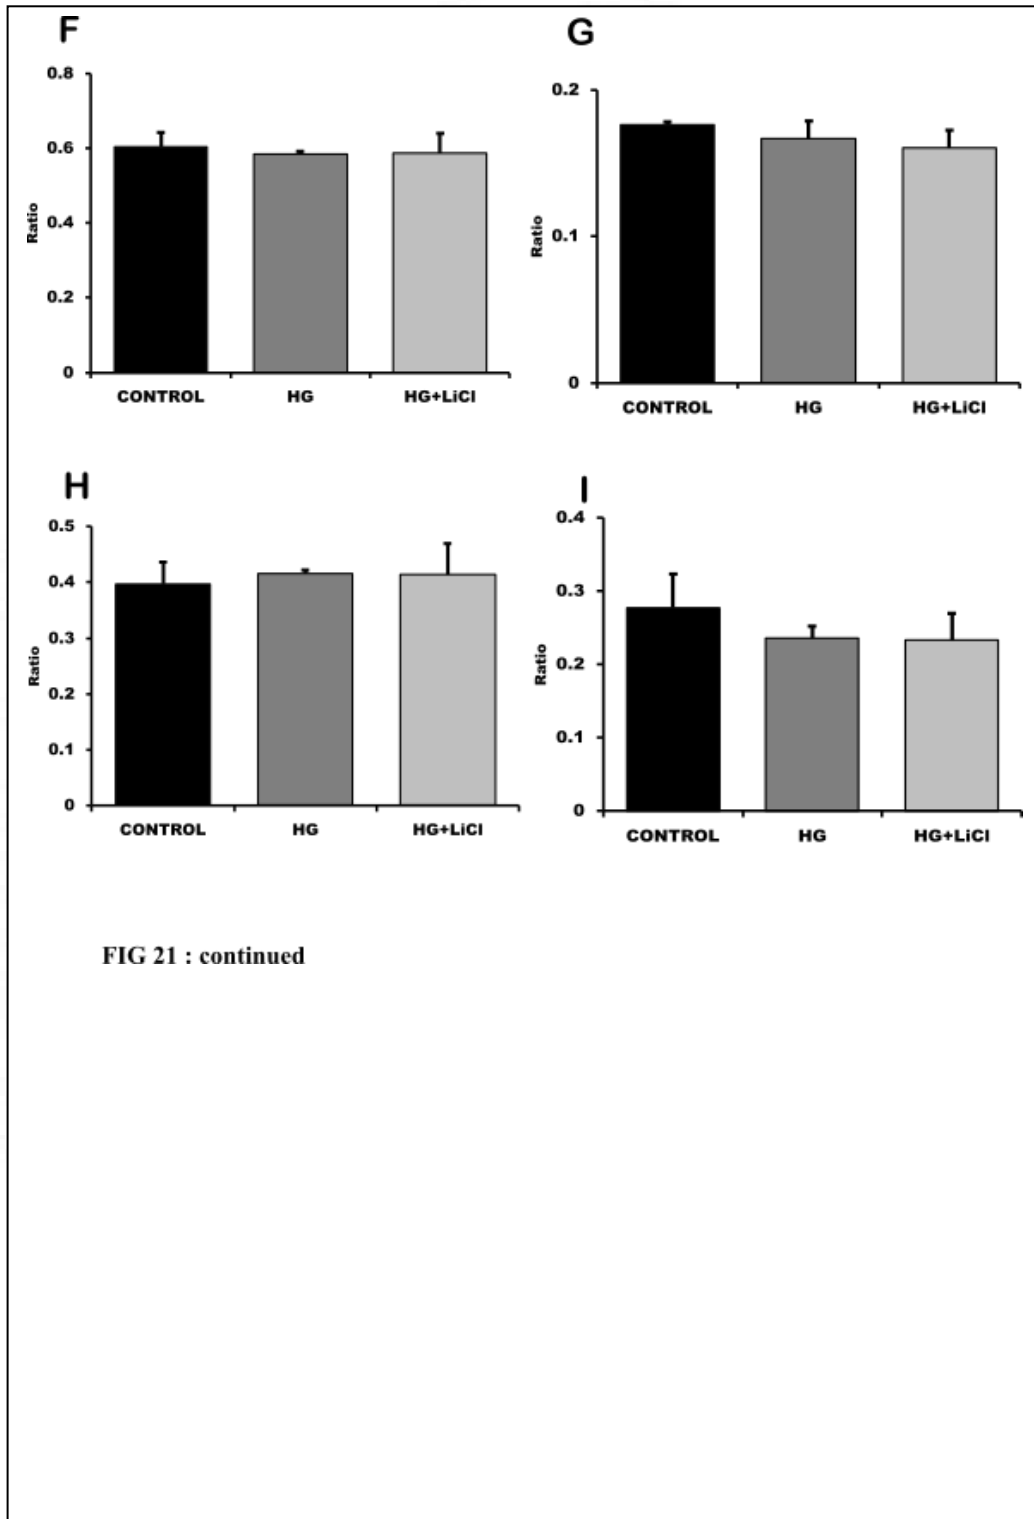 F
0.8
0.6
0.4
0.2
0
Ratio
CONTROL HG HG+LiCl
G
0.2
0.1
0
Ratio
CONTROL HG HG+LiCl
H
0.5
0.4
0.3
0.2
0.1
0
Ratio
CONTROL HG HG+LiCl
I
0.4
0.3
0.2
0.1
0
Ratio
CONTROL HG HG+LiCl
FIG 21 : continued